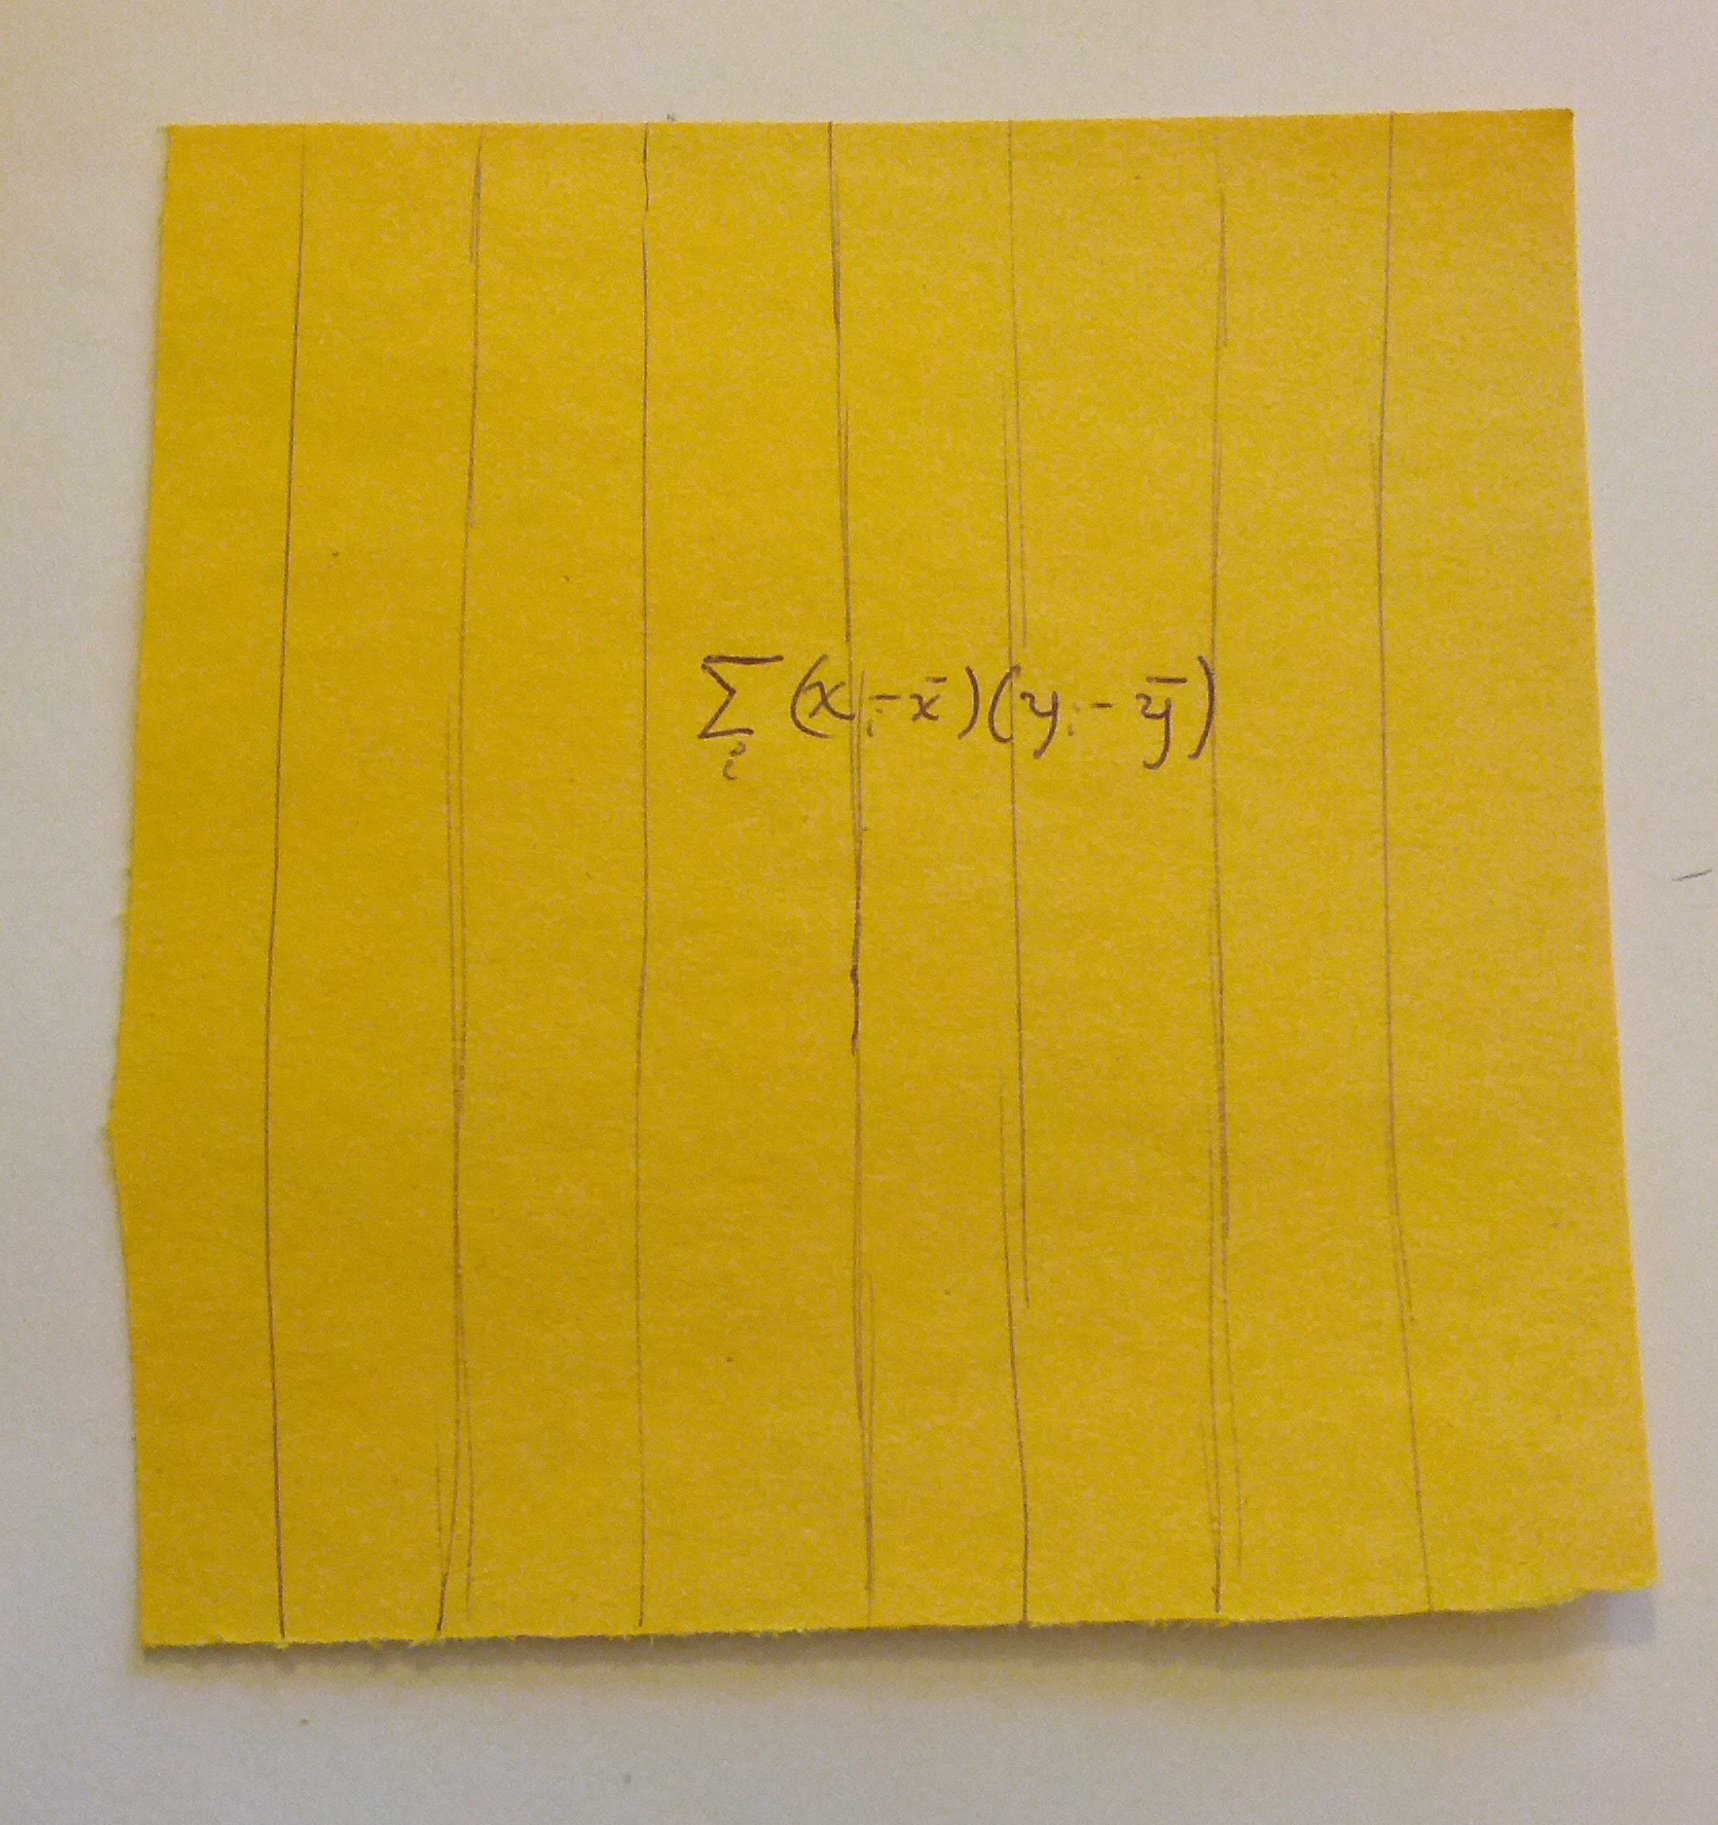 ∑ᵢ (xᵢ - x̄)(yᵢ - ȳ)